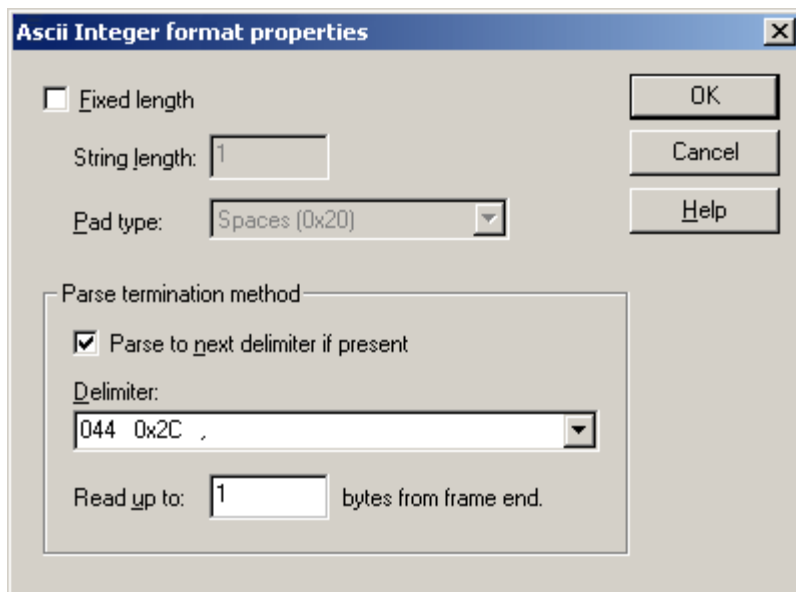 Ascii Integer format properties
Fixed length
OK
String length: 1
Cancel
Pad type: Spaces (0x20)
Help
Parse termination method
Parse to next delimiter if present
Delimiter:
044 0x2C ,
Read up to: 1 bytes from frame end.